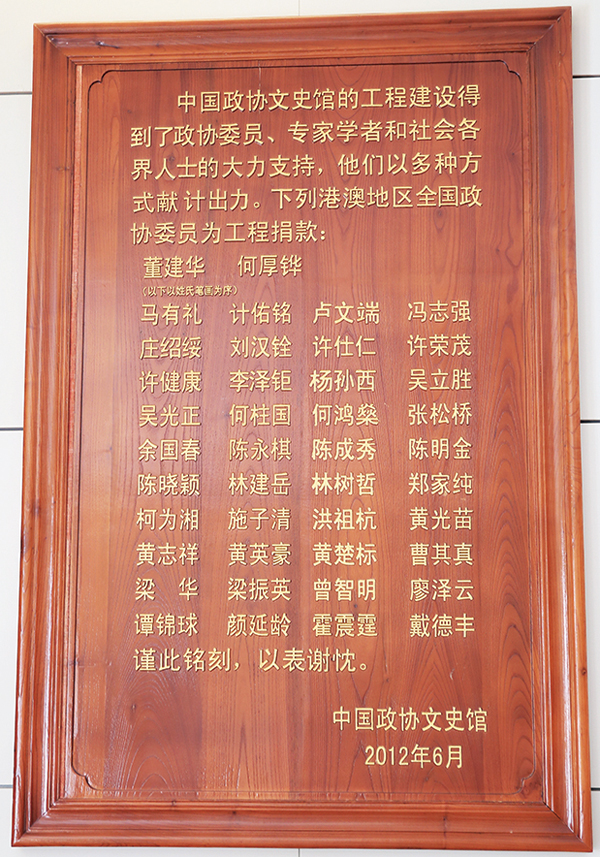 中国政协文史馆的工程建设得
到了政协委员、专家学者和社会各
界人士的大力支持,他们以多种方
式献计出力。下列港澳地区全国政
协委员为工程捐款:
董建华 何厚铧
(以下以姓氏笔画为序)
马有礼 计佑铭 卢文端 冯志强
庄绍绥 刘汉铨 许仕仁 许荣茂
许健康 李泽钜 杨孙西 吴立胜
吴光正 何柱国 何鸿燊 张松桥
余国春 陈永棋 陈成秀 陈明金
陈晓颖 林建岳 林树哲 郑家纯
柯为湘 施子清 洪祖杭 黄光苗
黄志祥 黄英豪 黄楚标 曹其真
梁 华 梁振英 曾智明 廖泽云
谭锦球 颜延龄 霍震霆 戴德丰
谨此铭刻,以表谢忱。
中国政协文史馆
2012年6月